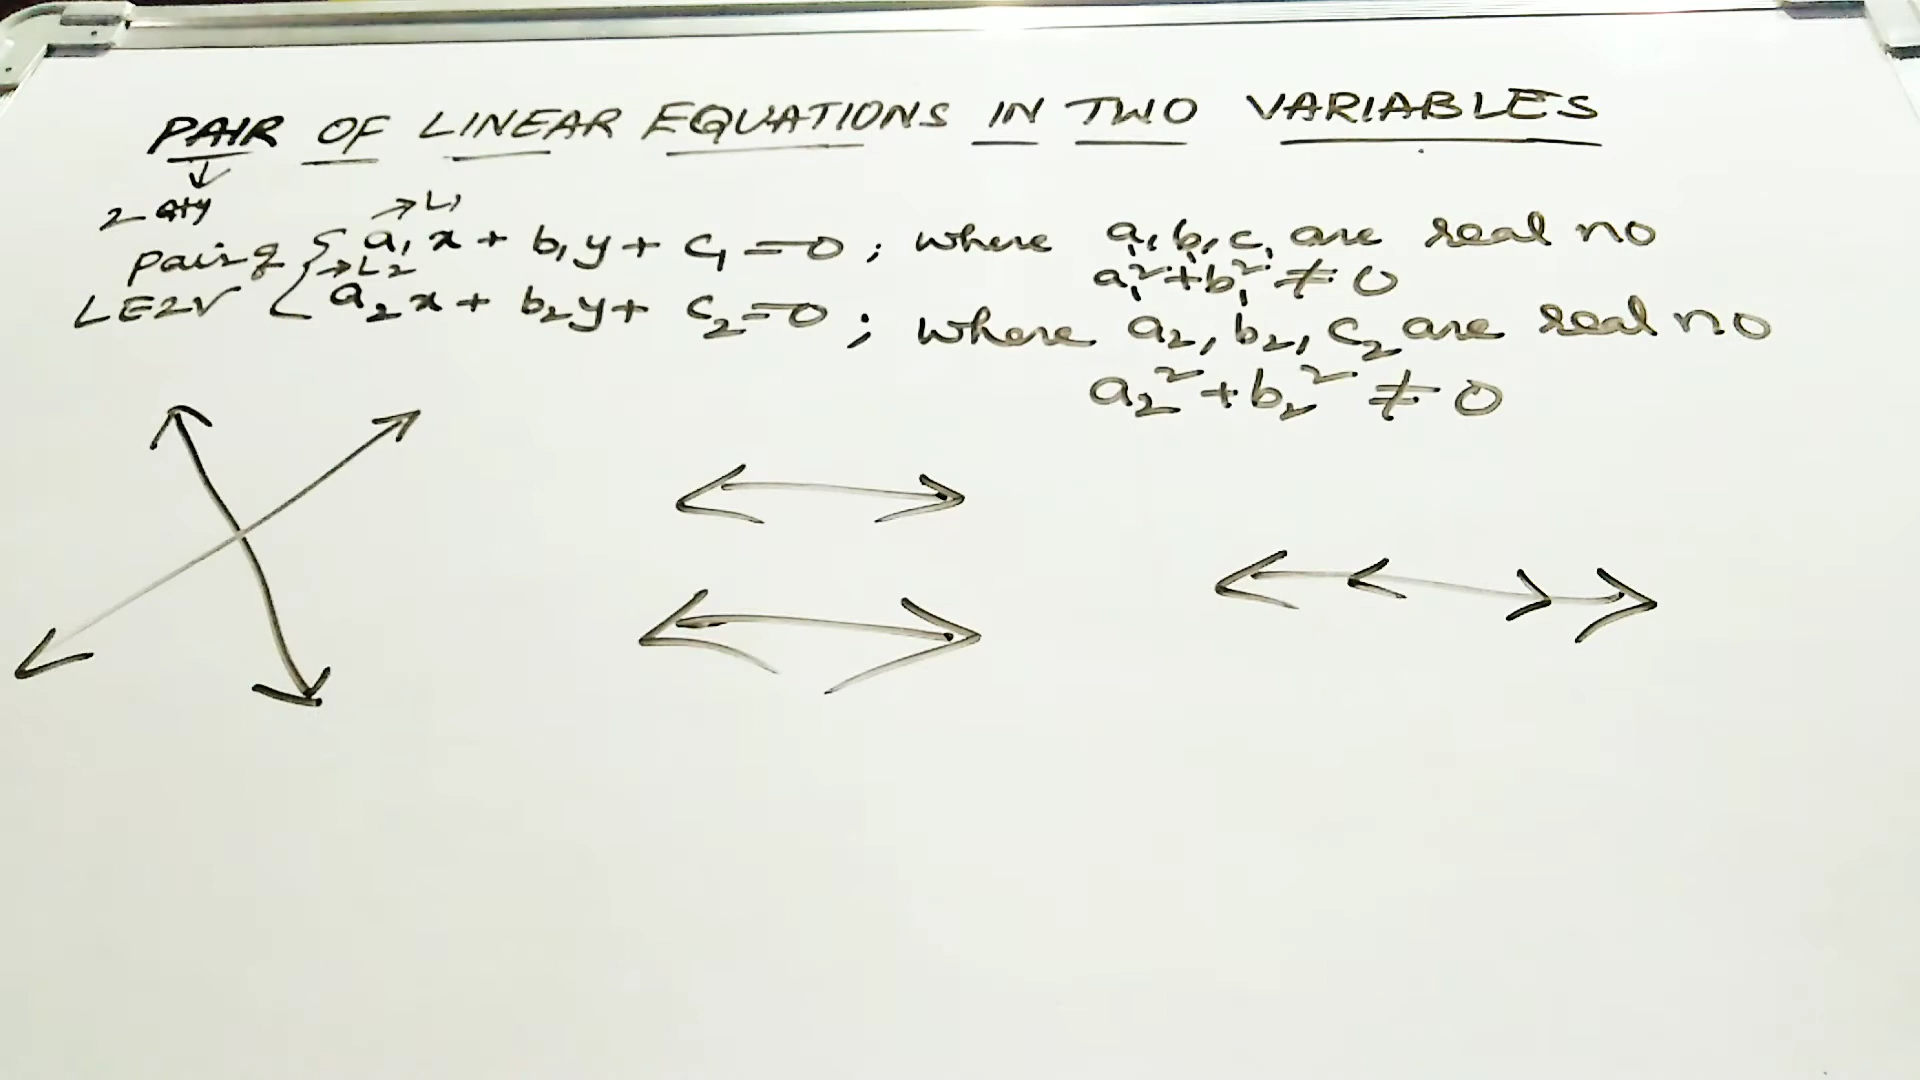 PAIR OF LINEAR EQUATIONS IN TWO VARIABLES
2 qty
→L1
pair of { a₁x + b₁y + c₁ = 0 ; where a₁, b₁, c₁ are real no
a₁² + b₁² ≠ 0
→L2
LE2V { a₂x + b₂y + c₂ = 0 ; where a₂, b₂, c₂ are real no
a₂² + b₂² ≠ 0